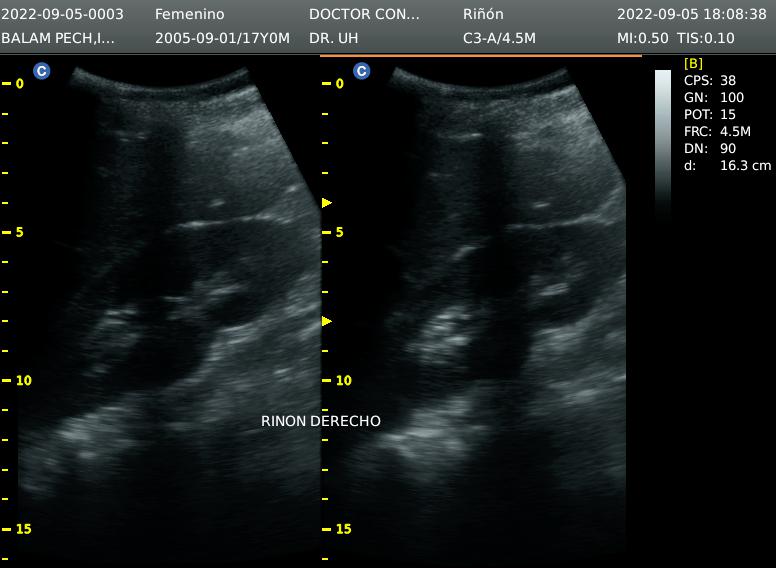 2022-09-05-0003 Femenino DOCTOR CON... Riñón 2022-09-05 18:08:38
BALAM PECH,I... 2005-09-01/17Y0M DR. UH C3-A/4.5M MI:0.50 TIS:0.10
C C
[B]
CPS: 38
GN: 100
POT: 15
FRC: 4.5M
DN: 90
d: 16.3 cm
0 0
5 5
10 10
RINON DERECHO
15 15